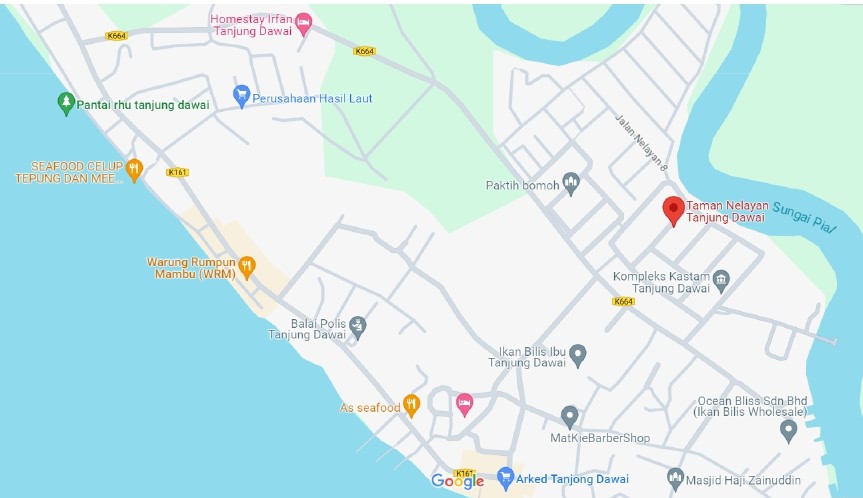 Homestay Irfan
Tanjung Dawai
K664
K664
Perusahaan Hasil Laut
Pantai rhu tanjung dawai
Jalan Nelayan 8
SEAFOOD CELUP
TEPUNG DAN MEE...
K161
Paktih bomoh
Taman Nelayan
Tanjung Dawai
Sungai Pial
Warung Rumpun
Mambu (WRM)
Kompleks Kastam
Tanjung Dawai
K664
Balai Polis
Tanjung Dawai
Ikan Bilis Ibu
Tanjung Dawai
As seafood
Ocean Bliss Sdn Bhd
(Ikan Bilis Wholesale)
MatKieBarberShop
K161
Google
Arked Tanjong Dawai
Masjid Haji Zainuddin